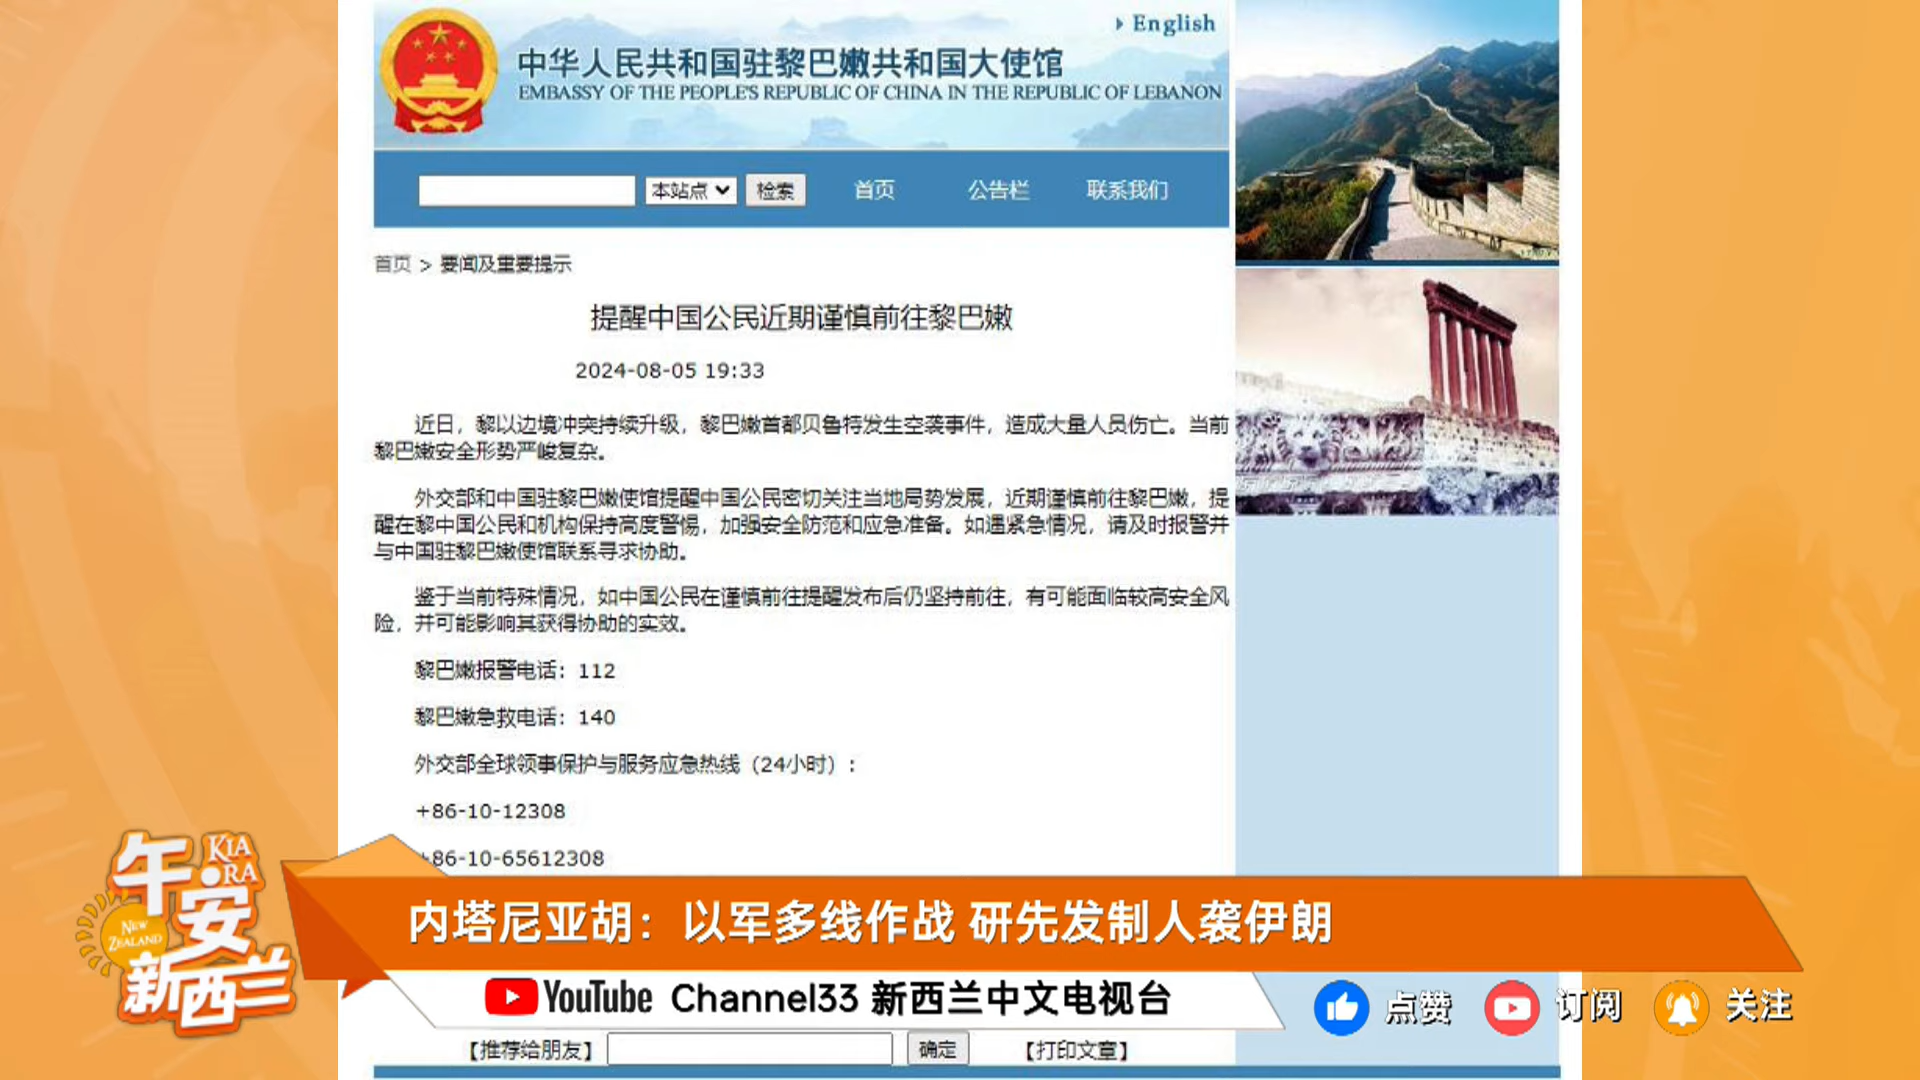 English
中华人民共和国驻黎巴嫩共和国大使馆
EMBASSY OF THE PEOPLE'S REPUBLIC OF CHINA IN THE REPUBLIC OF LEBANON
本站点 检索 首页 公告栏 联系我们
首页 > 要闻及重要提示
提醒中国公民近期谨慎前往黎巴嫩
2024-08-05 19:33
近日，黎以边境冲突持续升级，黎巴嫩首都贝鲁特发生空袭事件，造成大量人员伤亡。当前
黎巴嫩安全形势严峻复杂。
外交部和中国驻黎巴嫩使馆提醒中国公民密切关注当地局势发展，近期谨慎前往黎巴嫩，提
醒在黎中国公民和机构保持高度警惕，加强安全防范和应急准备。如遇紧急情况，请及时报警并
与中国驻黎巴嫩使馆联系寻求协助。
鉴于当前特殊情况，如中国公民在谨慎前往提醒发布后仍坚持前往，有可能面临较高安全风
险，并可能影响其获得协助的实效。
黎巴嫩报警电话：112
黎巴嫩急救电话：140
外交部全球领事保护与服务应急热线（24小时）：
+86-10-12308
+86-10-65612308
午安 KIA ORA
NEW ZEALAND
新西兰
内塔尼亚胡：以军多线作战 研先发制人袭伊朗
YouTube Channel33 新西兰中文电视台
点赞 订阅 关注
【推荐给朋友】 确定 【打印文章】